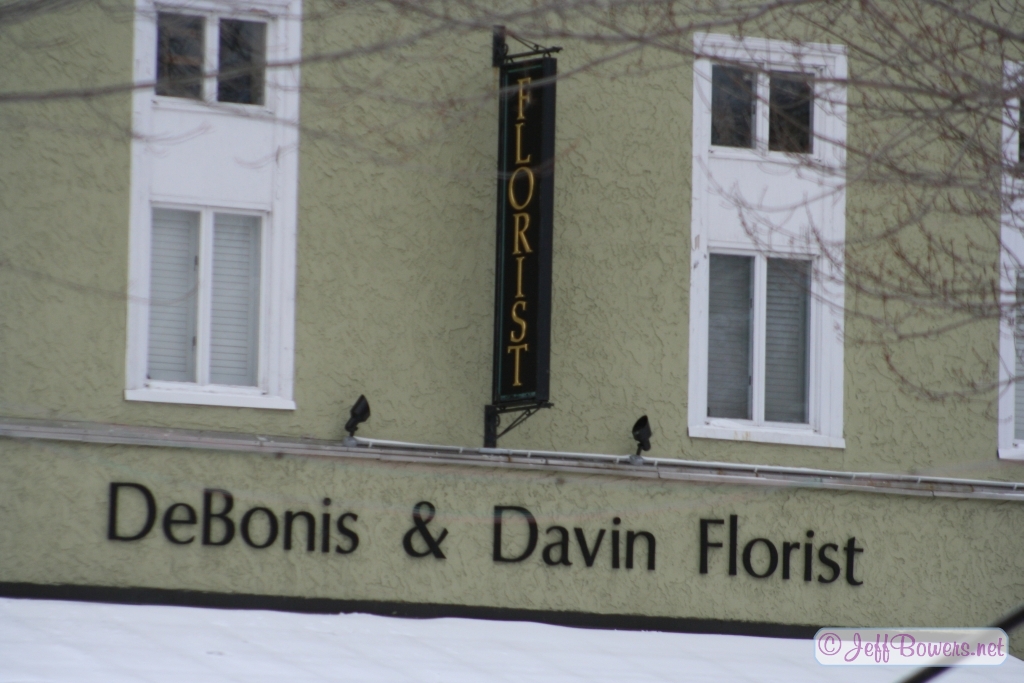 FLORIST
DeBonis & Davin Florist
© JeffBowers.net